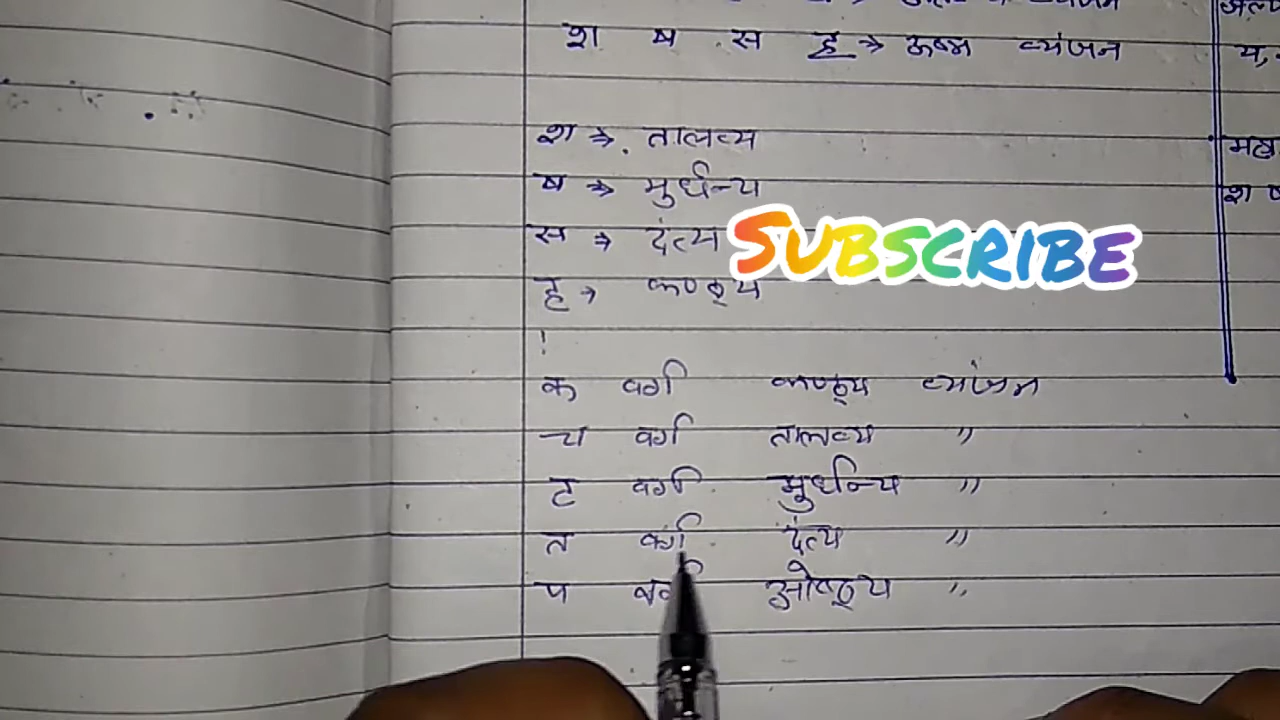 श ष स ह → ऊष्म व्यंजन
श → तालव्य
ष → मुर्धन्य
स → दंत्य
SUBSCRIBE
ह → कण्ठ्य
क वर्ग कण्ठ्य व्यंजन
च वर्ग तालव्य "
ट वर्ग मुर्धन्य "
त वर्ग दंत्य "
प वर्ग ओष्ठ्य "
य,
श ष